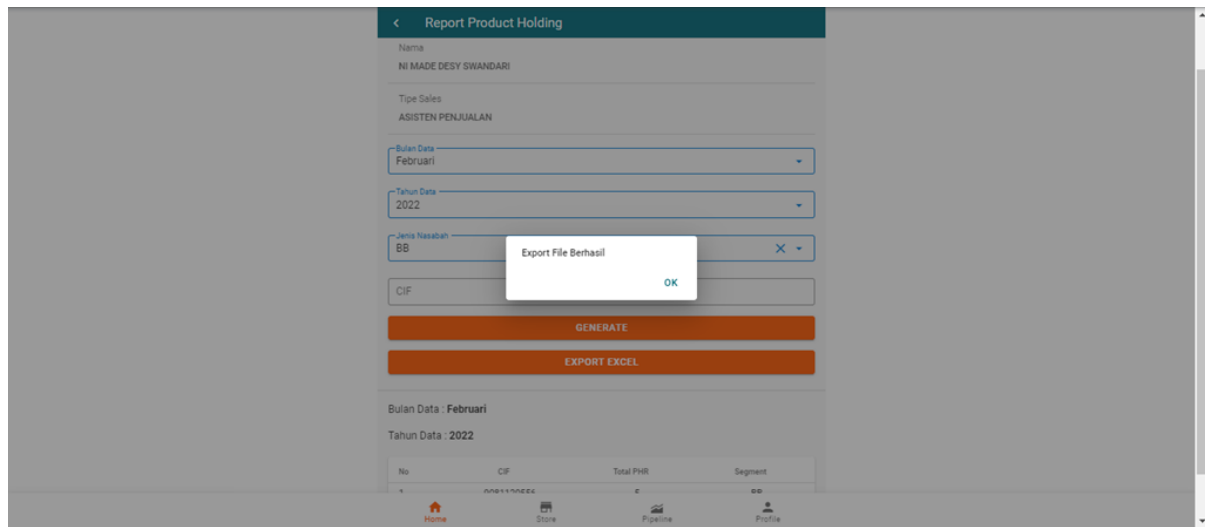 Report Product Holding
Nama
NI MADE DESY SWANDARI
Tipe Sales
ASISTEN PENJUALAN
Bulan Data
Februari
Tahun Data
2022
Jenis Nasabah
BB
Export File Berhasil
OK
CIF
GENERATE
EXPORT EXCEL
Bulan Data : Februari
Tahun Data : 2022
No CIF Total PHR Segment
Home Store Pipeline Profile